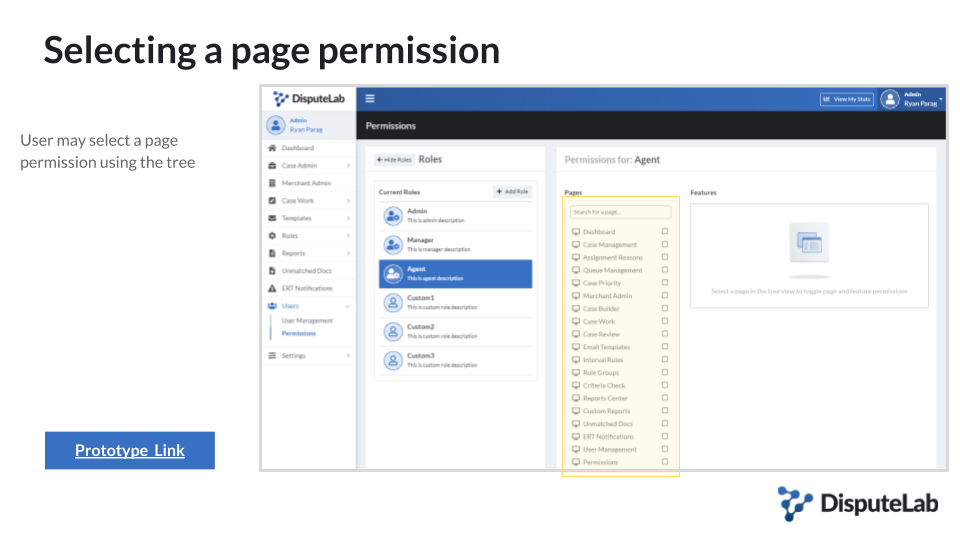 Selecting a page permission
User may select a page
permission using the tree
Prototype Link
DisputeLab
View My Stats
Admin
Ryan Parag
Admin
Ryan Parag
Dashboard
Case Admin
Merchant Admin
Case Work
Templates
Rules
Reports
Unmatched Docs
ERT Notifications
Users
User Management
Permissions
Settings
Permissions
Hide Roles
Roles
Current Roles
+ Add Role
Admin
This is admin description
Manager
This is manager description
Agent
This is agent description
Custom1
This is custom role description
Custom2
This is custom role description
Custom3
This is custom role description
Permissions for: Agent
Pages
Search for a page...
Dashboard
Case Management
Assignment Reasons
Queue Management
Case Priority
Merchant Admin
Case Builder
Case Work
Case Review
Email Templates
Interval Rules
Rule Groups
Criteria Check
Reports Center
Custom Reports
Unmatched Docs
ERT Notifications
User Management
Permissions
Features
Select a page in the tree view to toggle page and feature permissions
DisputeLab